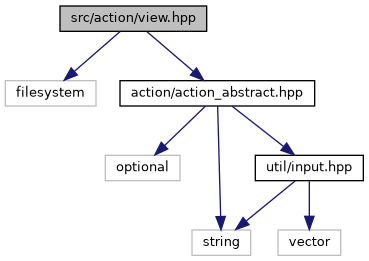 src/action/view.hpp
filesystem
action/action_abstract.hpp
optional
util/input.hpp
string
vector